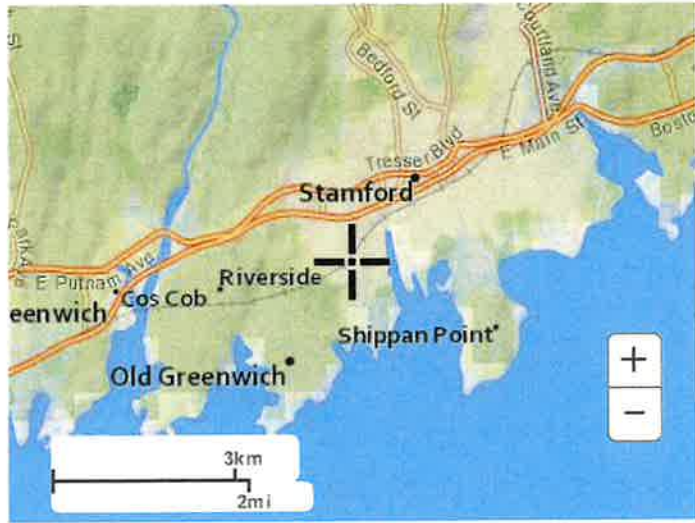 Bedford St
Courtland Ave
Tresser Blvd
E Main St
Bosto
Stamford
E Putnam Ave
Riverside
Cos Cob
eenwich
Shippan Point
Old Greenwich
+
−
3km
2mi